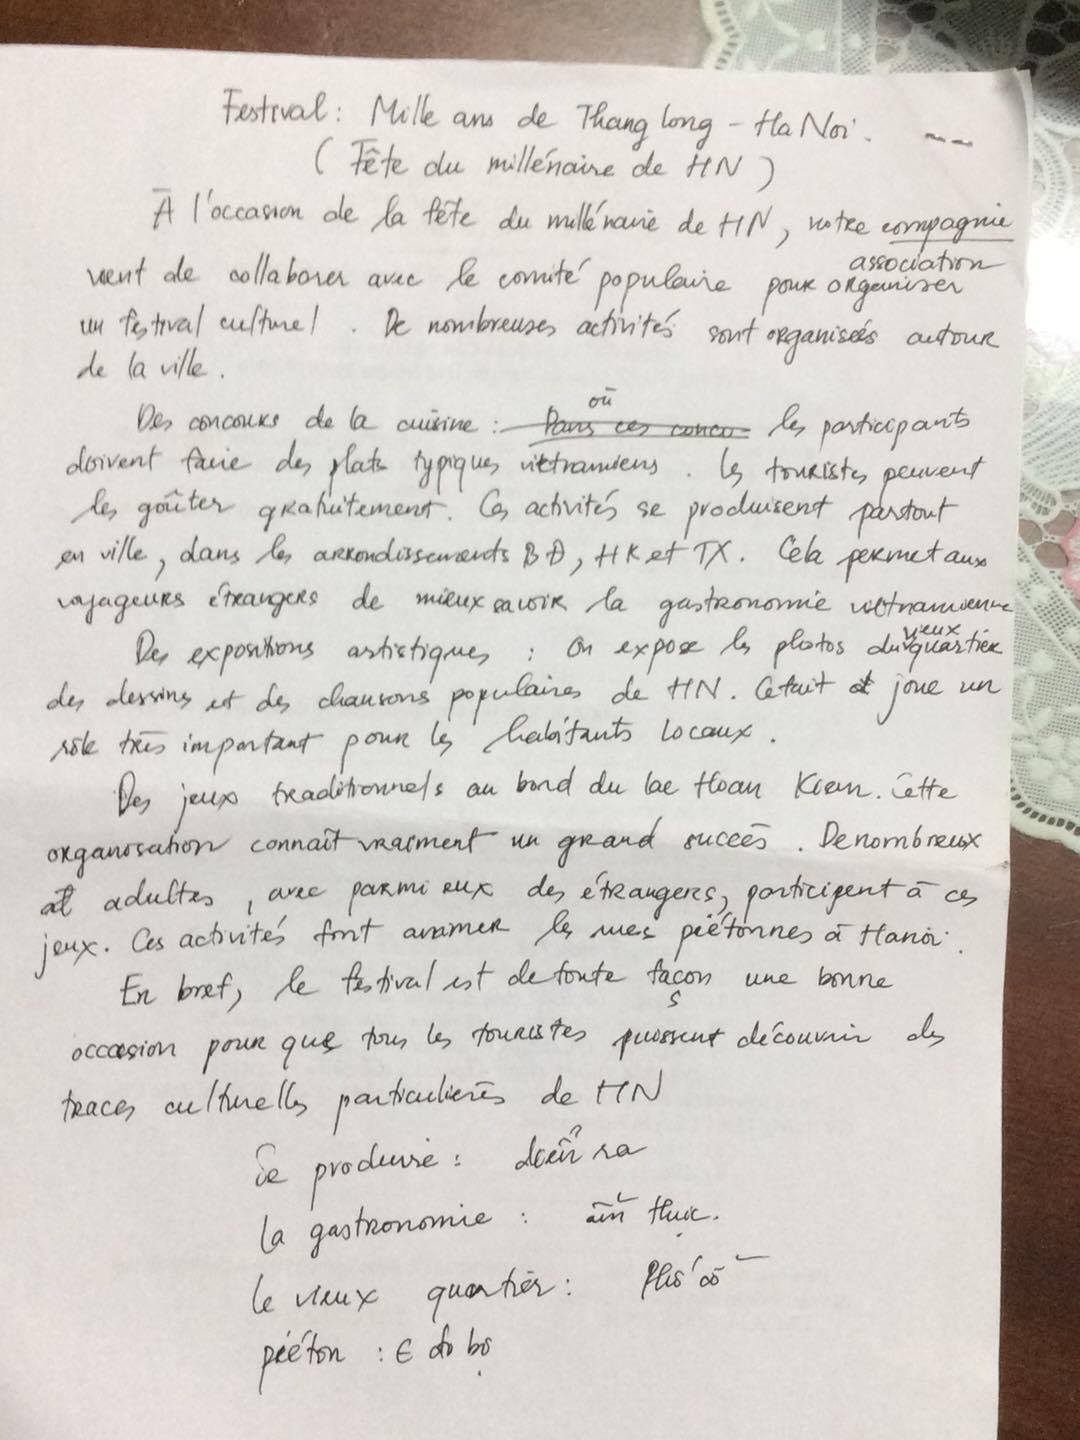 Festival : Mille ans de Thang long - Ha Noi.
( Fête du millénaire de HN )
À l'occasion de la fête du millénaire de HN, notre compagnie
association
vient de collaborer avec le comité populaire pour organiser
un festival culturel. De nombreuses activités sont organisées autour
de la ville.
Des concours de la cuisine : où les participants
doivent faire des plats typiques vietnamiens. Les touristes peuvent
les goûter gratuitement. Ces activités se produisent partout
en ville, dans les arrondissements BĐ, HK et TX. Cela permet aux
voyageurs étrangers de mieux savoir la gastronomie vietnamienne
Des expositions artistiques : On expose les photos du vieux quartier
des dessins et des chansons populaires de HN. joue un
rôle très important pour les habitants locaux.
Des jeux traditionnels au bord du lac Hoan Kiem. Cette
organisation connaît vraiment un grand succès. De nombreux
adultes, avec parmi eux des étrangers, participent à ces
jeux. Ces activités font animer les rues piétonnes à Hanoi.
En bref, le festival est de toute façon une bonne
occasion pour que tous les touristes puissent découvrir des
traces culturelles particulières de HN
Se produire : diễn ra
la gastronomie : ẩm thực.
le vieux quartier : Phố cổ
piéton : đi bộ